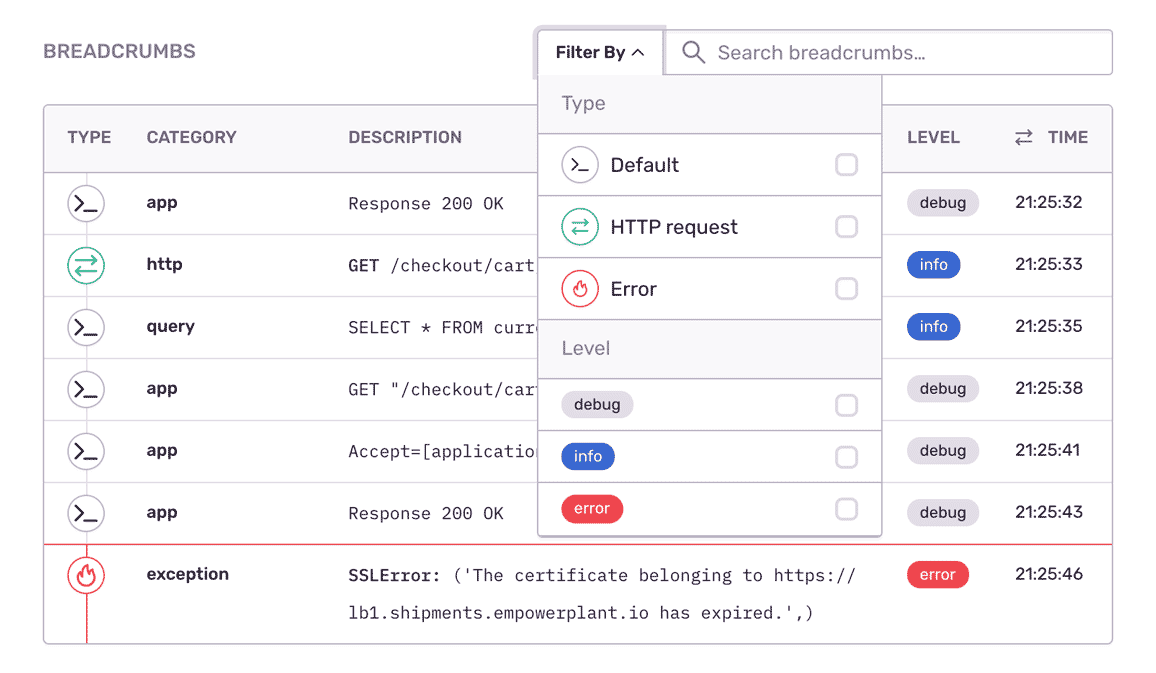 BREADCRUMBS
Filter By
Search breadcrumbs…
Type
Default
HTTP request
Error
Level
debug
info
error
TYPE CATEGORY DESCRIPTION LEVEL TIME
app Response 200 OK debug 21:25:32
http GET /checkout/cart info 21:25:33
query SELECT * FROM info 21:25:35
app GET "/checkout/cart debug 21:25:38
app Accept=[application debug 21:25:41
app Response 200 OK debug 21:25:43
exception SSLError: ('The certificate belonging to https:// error 21:25:46
lb1.shipments.empowerplant.io has expired.',)